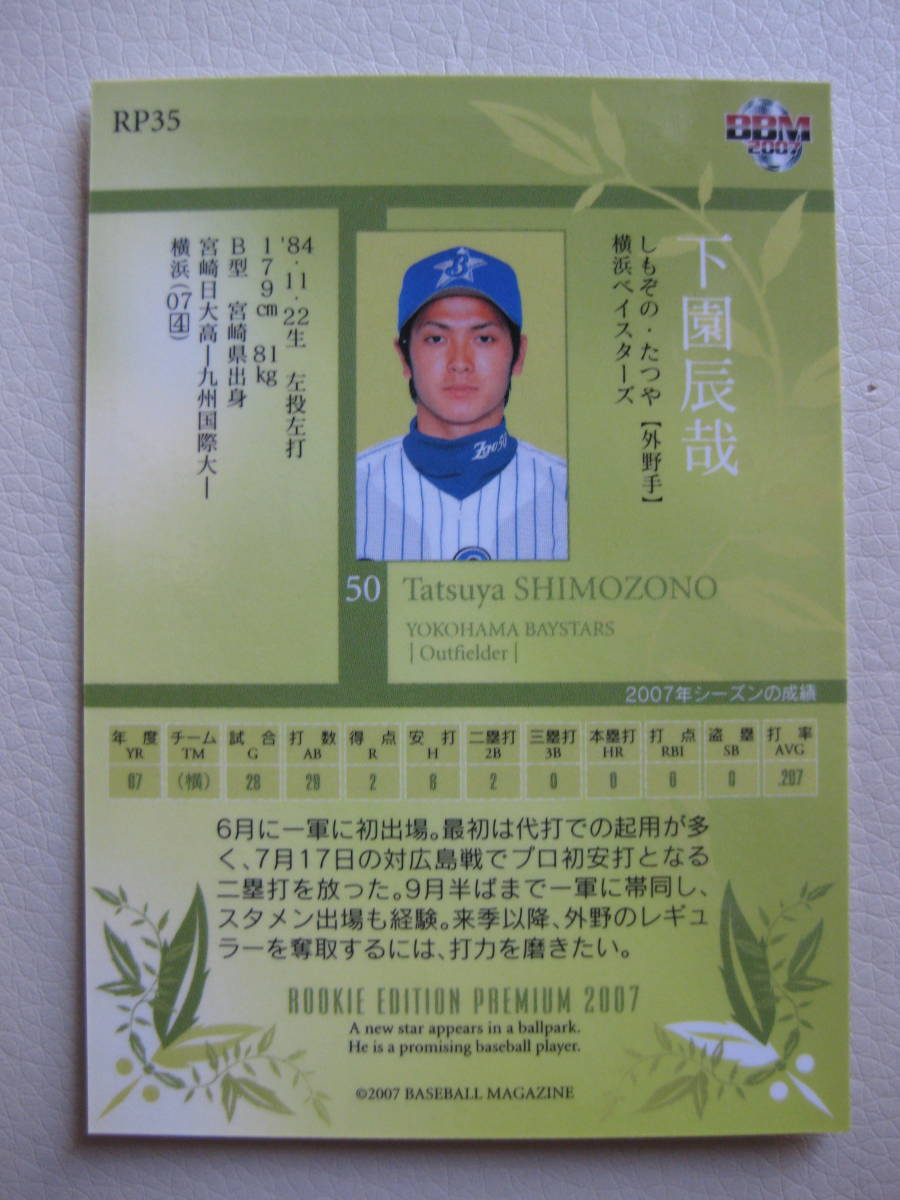 RP35
BBM
2007
下園辰哉
しもぞの・たつや【外野手】
横浜ベイスターズ
'84・11・22生 左投左打
179㎝ 81㎏
B型 宮崎県出身
宮崎日大高ー九州国際大ー
横浜(07④)
50
Tatsuya SHIMOZONO
YOKOHAMA BAYSTARS
| Outfielder |
2007年シーズンの成績
年度 チーム 試合 打数 得点 安打 二塁打 三塁打 本塁打 打点 盗塁 打率
YR TM G AB R H 2B 3B HR RBI SB AVG
07 (横) 28 29 2 6 2 0 0 0 0 .207
6月に一軍に初出場。最初は代打での起用が多
く、7月17日の対広島戦でプロ初安打となる
二塁打を放った。9月半ばまで一軍に帯同し、
スタメン出場も経験。来季以降、外野のレギュ
ラーを奪取するには、打力を磨きたい。
ROOKIE EDITION PREMIUM 2007
A new star appears in a ballpark.
He is a promising baseball player.
©2007 BASEBALL MAGAZINE